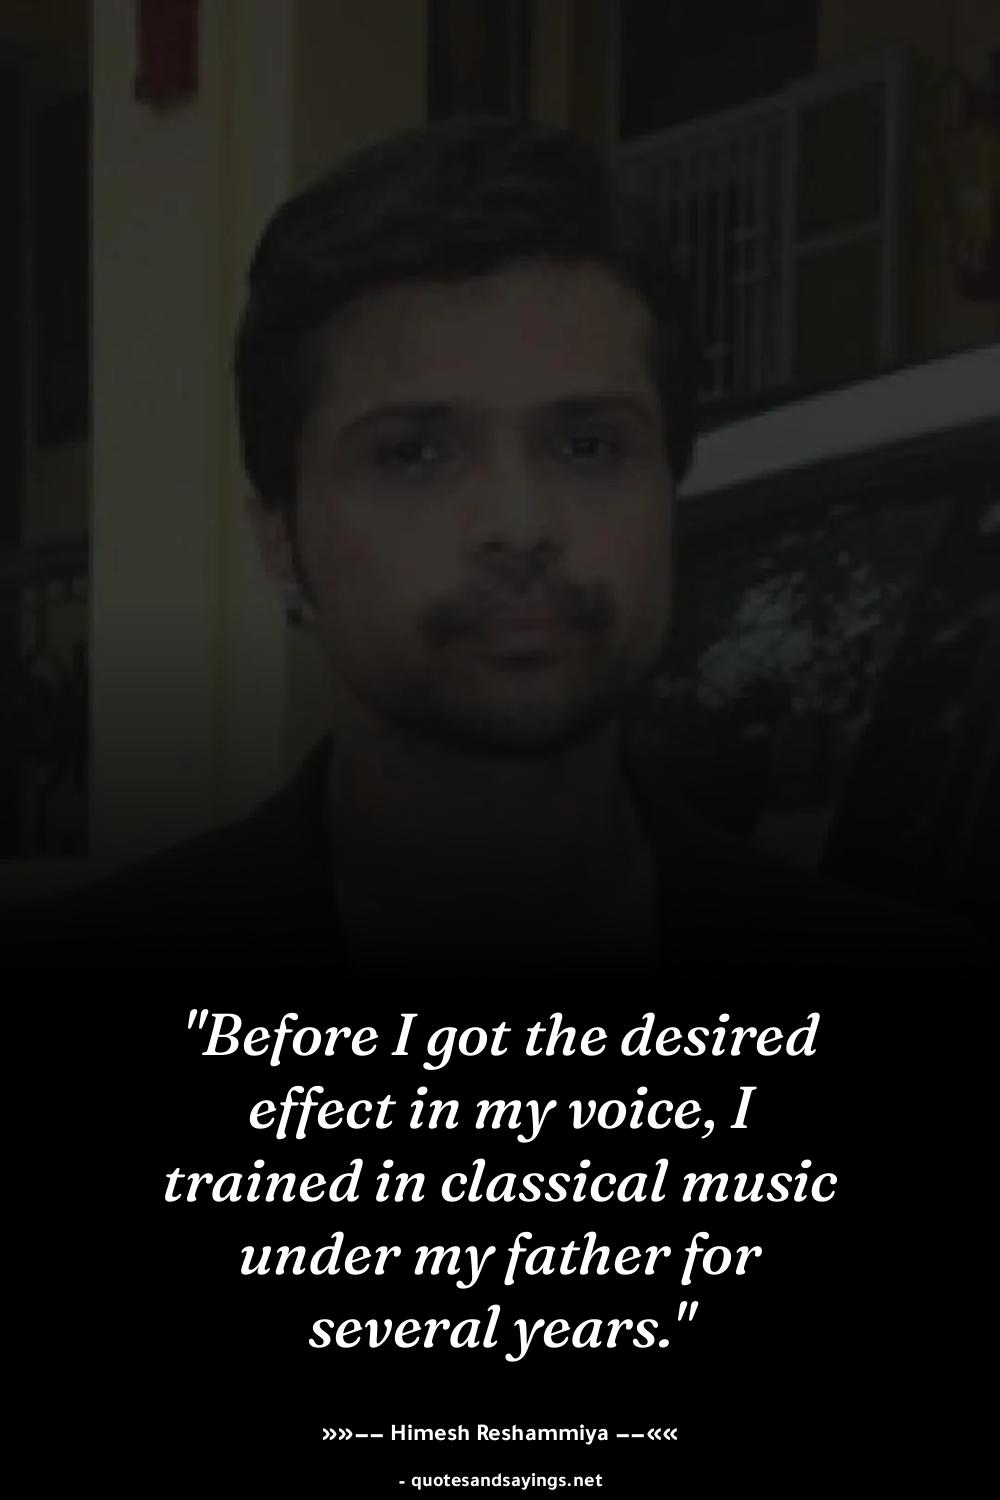 "Before I got the desired
effect in my voice, I
trained in classical music
under my father for
several years."
»»–– Himesh Reshammiya ––««
- quotesandsayings.net